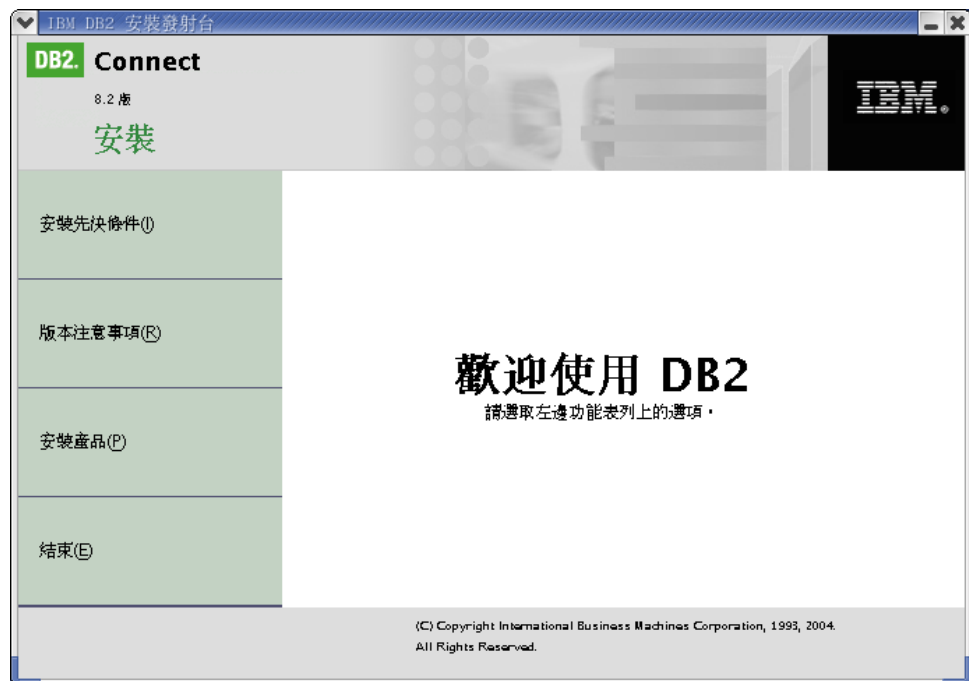 IBM DB2 安裝發射台
DB2. Connect
8.2 版
安裝
IBM®
安裝先決條件(I)
版本注意事項(R)
安裝產品(P)
結束(E)
歡迎使用 DB2
請選取左邊功能表列上的選項。
(C) Copyright International Business Machines Corporation, 1993, 2004.
All Rights Reserved.